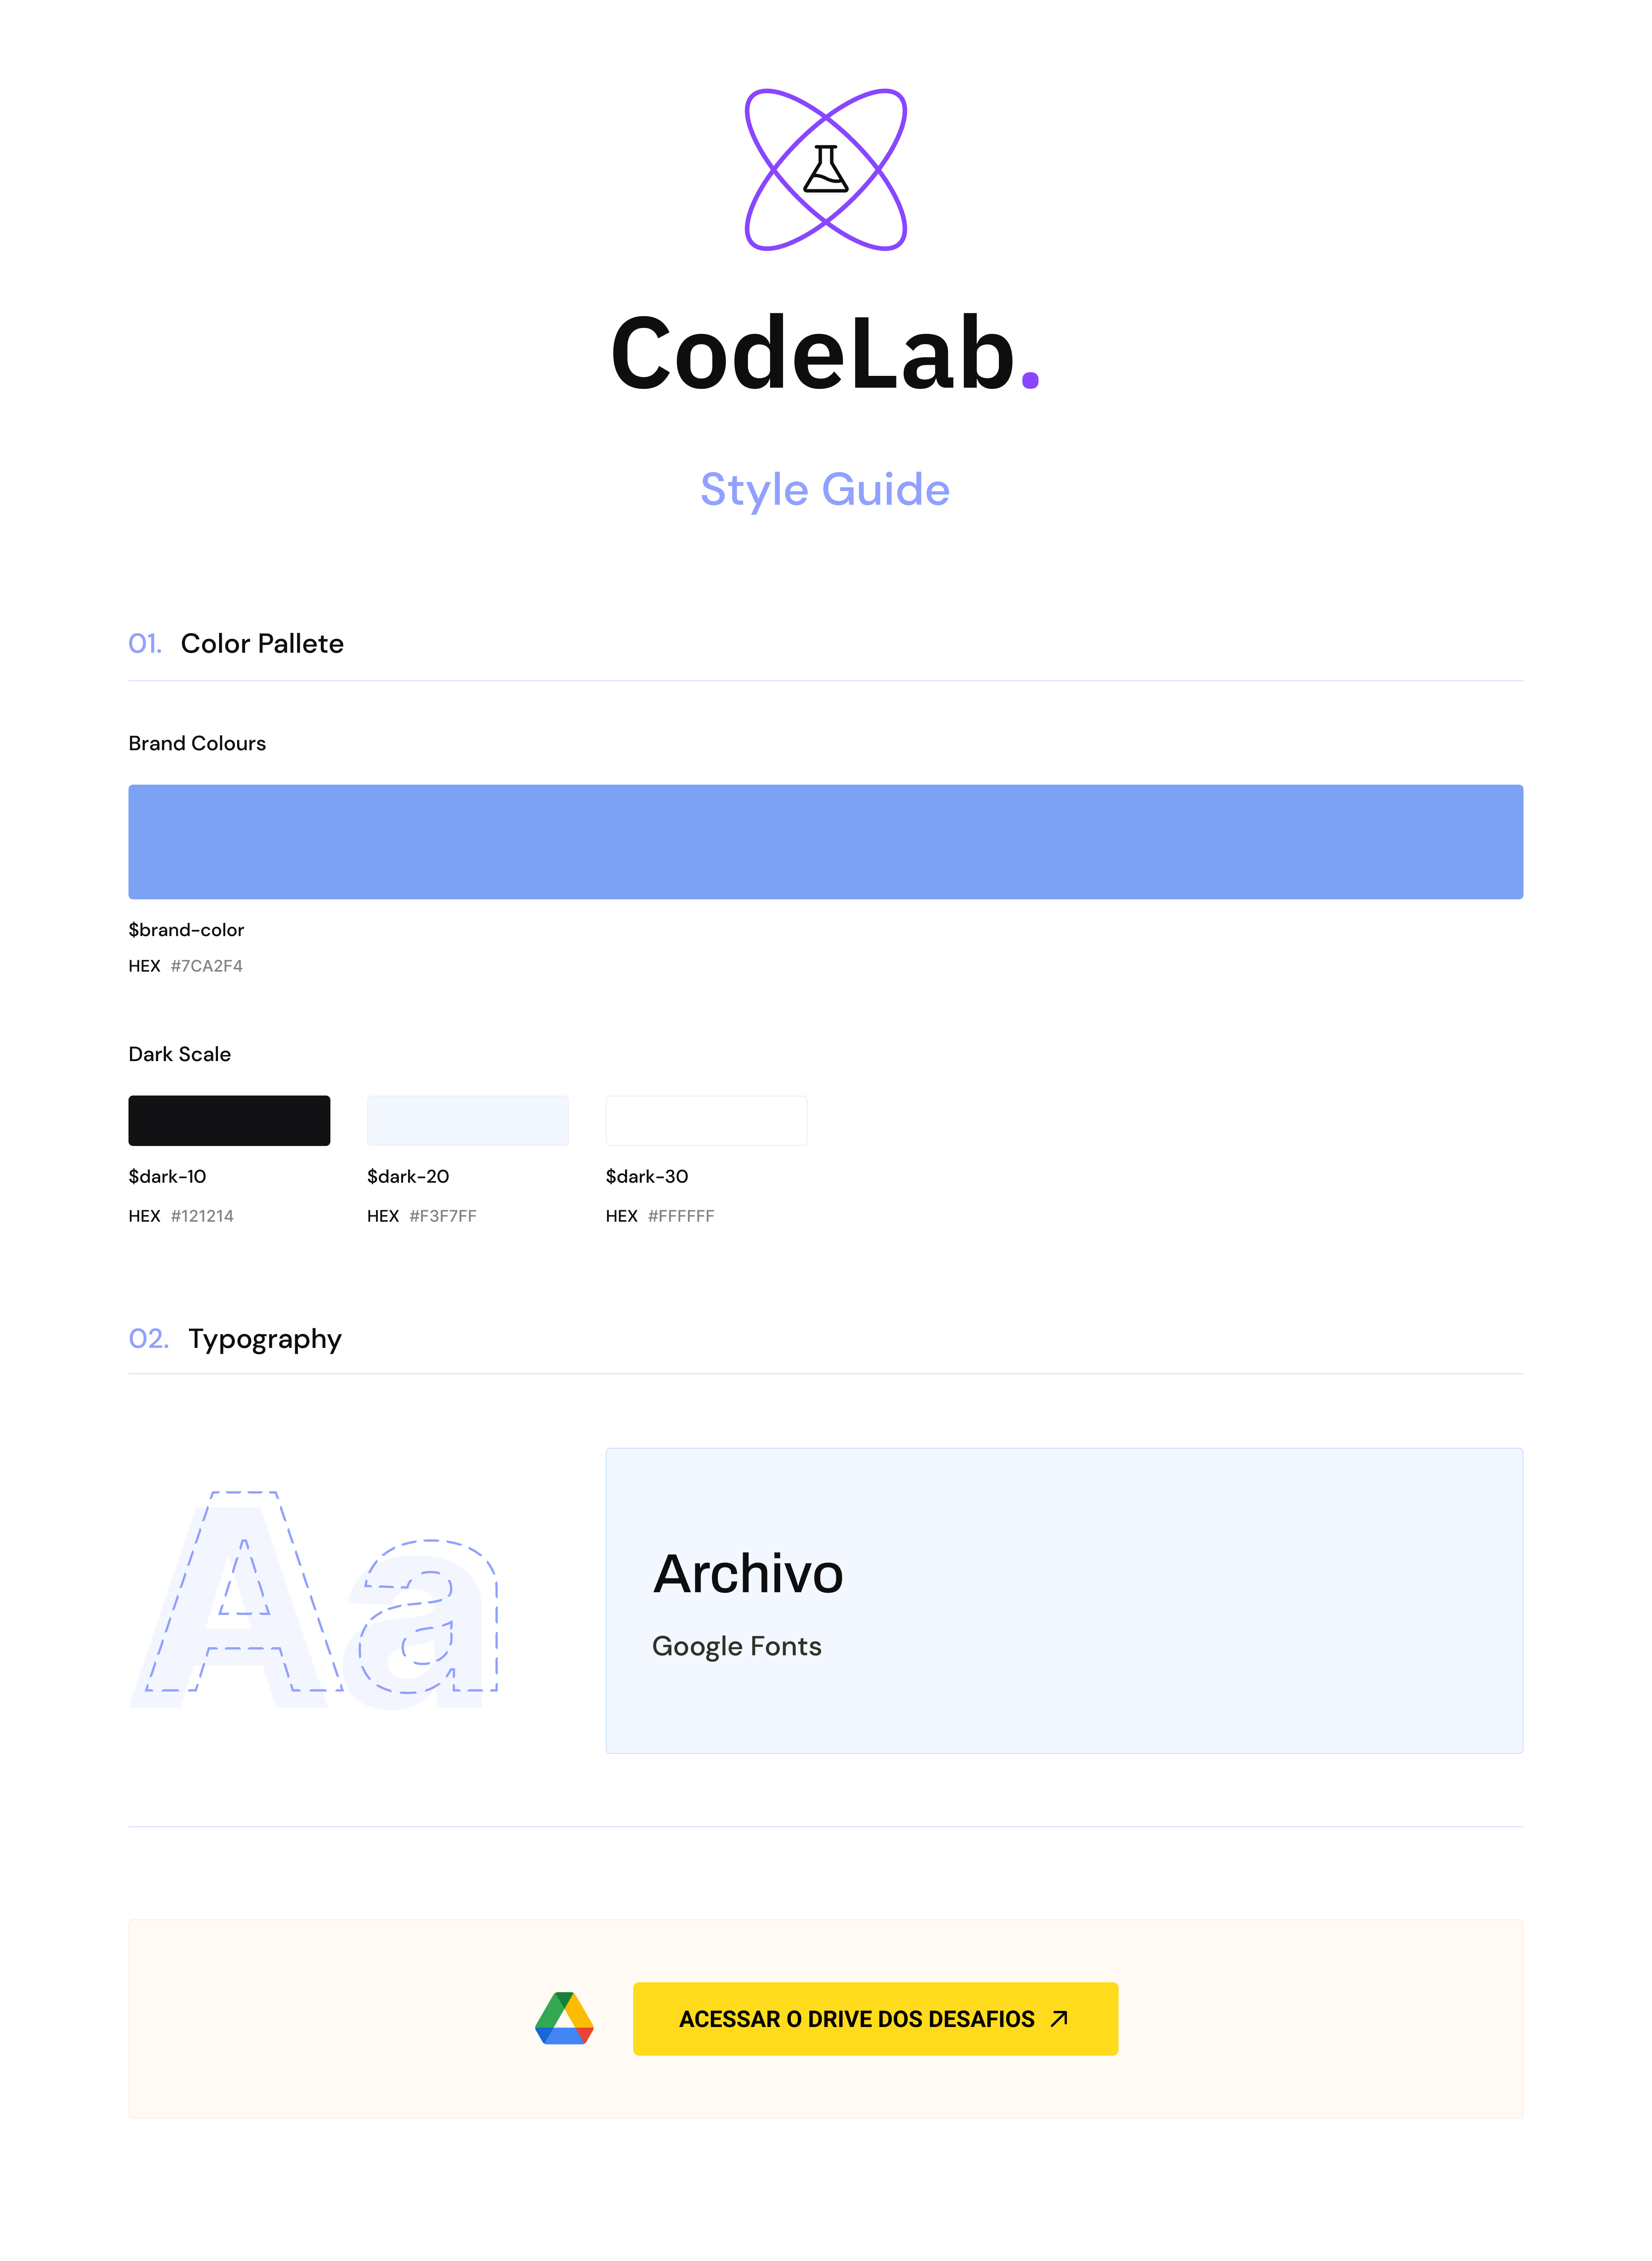 CodeLab.
Style Guide
01. Color Pallete
Brand Colours
$brand-color
HEX #7CA2F4
Dark Scale
$dark-10 $dark-20 $dark-30
HEX #121214 HEX #F3F7FF HEX #FFFFFF
02. Typography
Aa
Archivo
Google Fonts
ACESSAR O DRIVE DOS DESAFIOS